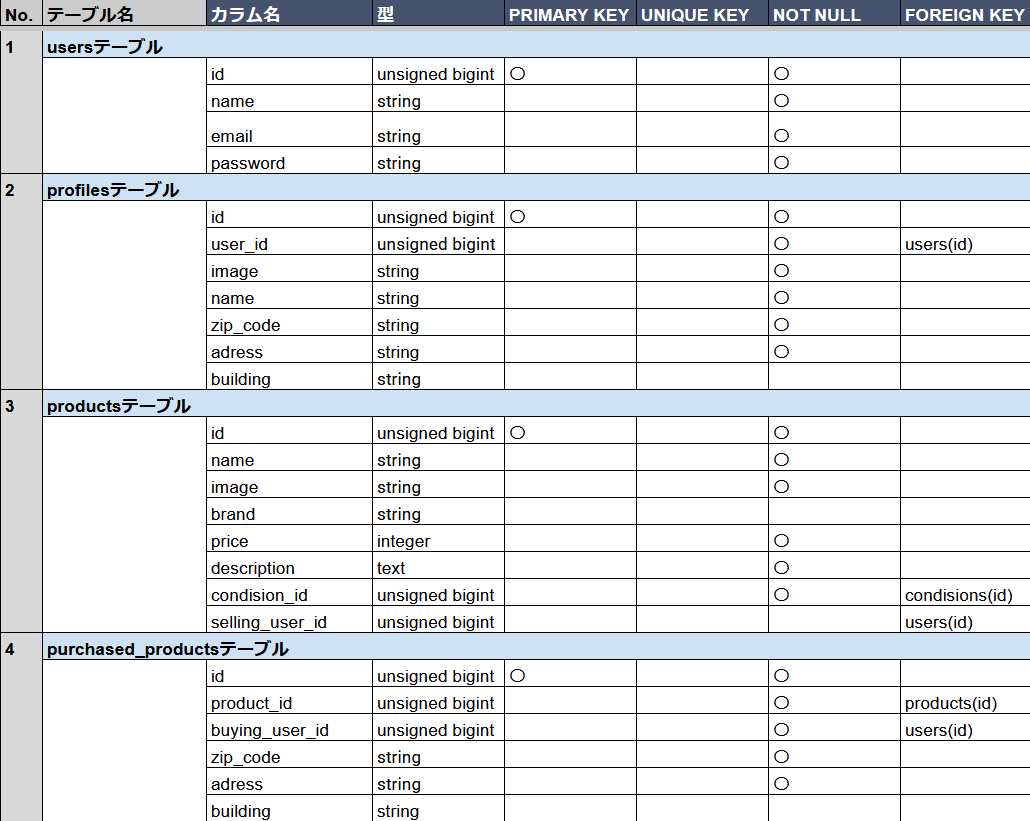 No. テーブル名 カラム名 型 PRIMARY KEY UNIQUE KEY NOT NULL FOREIGN KEY
1 usersテーブル
id unsigned bigint 〇 〇
name string 〇
email string 〇
password string 〇
2 profilesテーブル
id unsigned bigint 〇 〇
user_id unsigned bigint 〇 users(id)
image string 〇
name string 〇
zip_code string 〇
adress string 〇
building string
3 productsテーブル
id unsigned bigint 〇 〇
name string 〇
image string 〇
brand string
price integer 〇
description text 〇
condision_id unsigned bigint 〇 condisions(id)
selling_user_id unsigned bigint users(id)
4 purchased_productsテーブル
id unsigned bigint 〇 〇
product_id unsigned bigint 〇 products(id)
buying_user_id unsigned bigint 〇 users(id)
zip_code string 〇
adress string 〇
building string